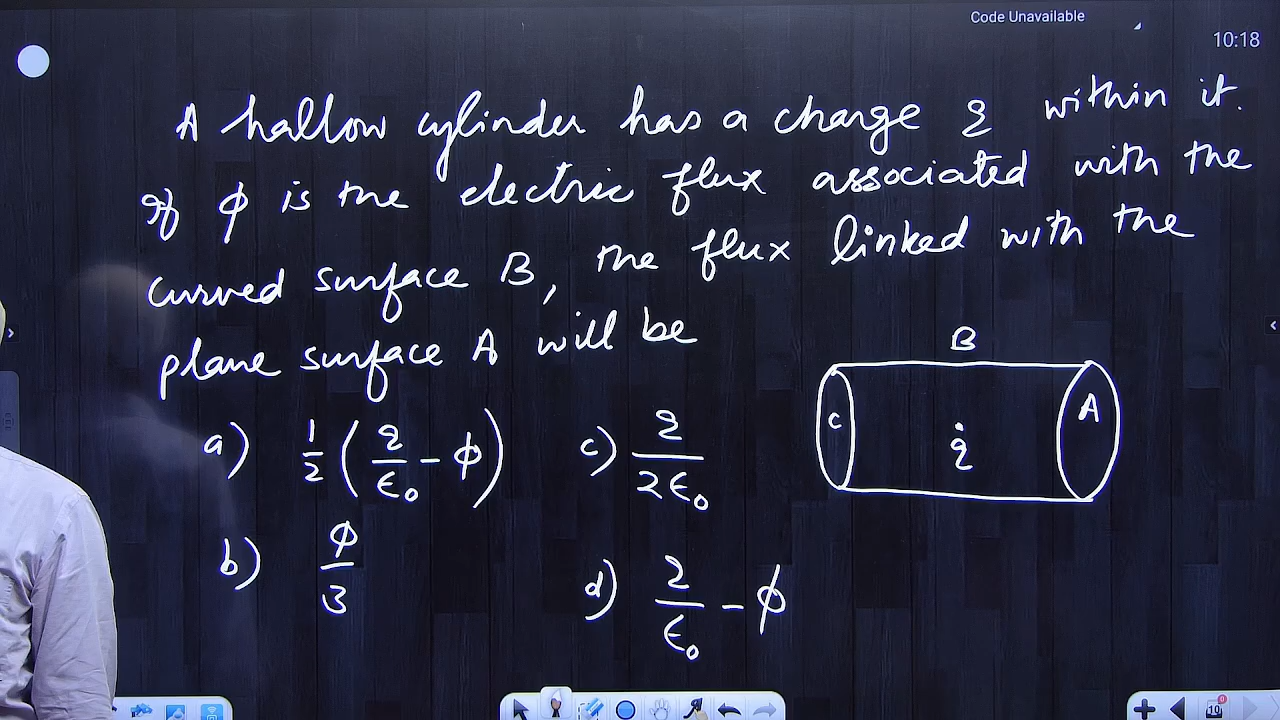 Code Unavailable
10:18
A hallow cylinder has a charge q within it.
If ϕ is the electric flux associated with the
curved surface B, the flux linked with the
plane surface A will be
a) 1/2 (q/ϵ₀ - ϕ)
c) q/2ϵ₀
b) ϕ/3
d) q/ϵ₀ - ϕ
B
C
q
A